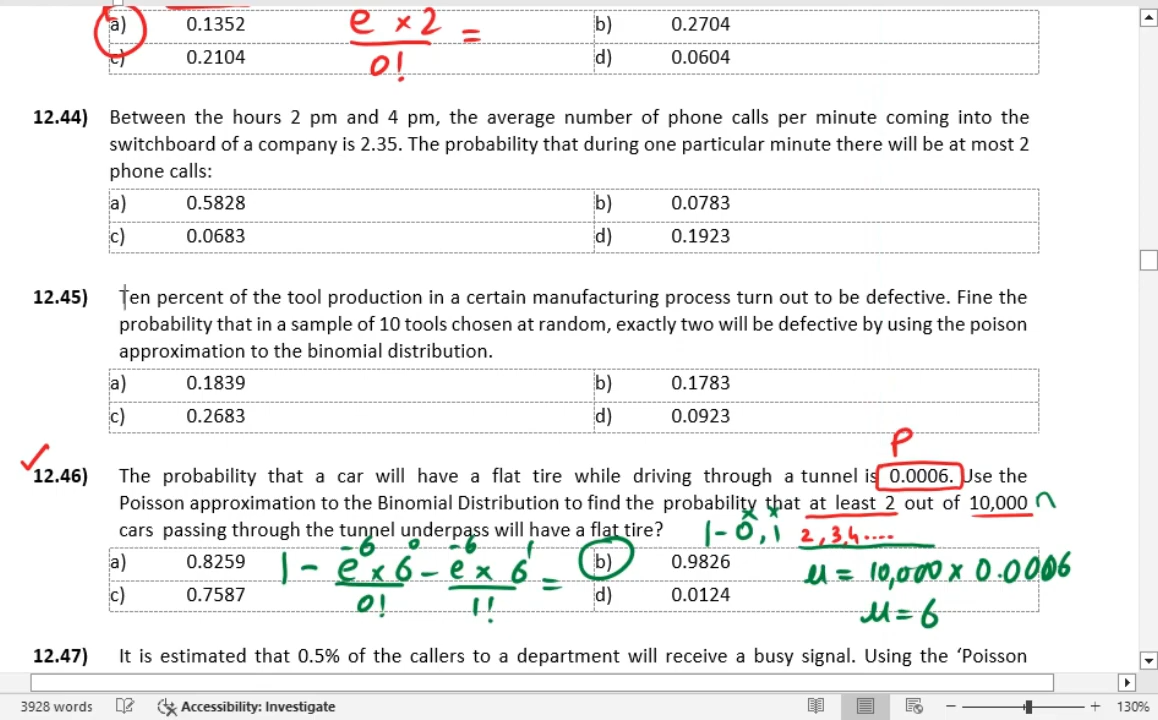 a) 0.1352 e × 2 = b) 0.2704
0!
c) 0.2104 d) 0.0604
12.44) Between the hours 2 pm and 4 pm, the average number of phone calls per minute coming into the
switchboard of a company is 2.35. The probability that during one particular minute there will be at most 2
phone calls:
a) 0.5828 b) 0.0783
c) 0.0683 d) 0.1923
12.45) Ten percent of the tool production in a certain manufacturing process turn out to be defective. Fine the
probability that in a sample of 10 tools chosen at random, exactly two will be defective by using the poison
approximation to the binomial distribution.
a) 0.1839 b) 0.1783
c) 0.2683 d) 0.0923
P
12.46) The probability that a car will have a flat tire while driving through a tunnel is 0.0006. Use the
Poisson approximation to the Binomial Distribution to find the probability that at least 2 out of 10,000 n
cars passing through the tunnel underpass will have a flat tire? 1 - 0, 1 2, 3, 4 ....
a) 0.8259 1 - e^-6 × 6^0 - e^-6 × 6^1 = b) 0.9826 μ = 10,000 × 0.0006
0! 1!
c) 0.7587 d) 0.0124 μ = 6
12.47) It is estimated that 0.5% of the callers to a department will receive a busy signal. Using the ‘Poisson
3928 words Accessibility: Investigate 130%